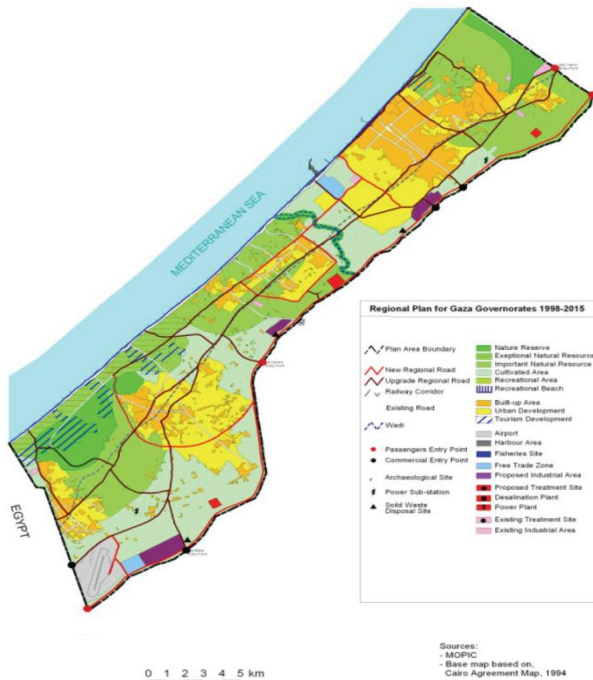 MEDITERRANEAN SEA
EGYPT
Regional Plan for Gaza Governorates 1998-2015
Plan Area Boundary
New Regional Road
Upgrade Regional Road
Railway Corridor
Existing Road
Wadi
Passengers Entry Point
Commercial Entry Point
Archaeological Site
Power Sub-station
Solid Waste
Disposal Site
Nature Reserve
Exeptional Natural Resource
Important Natural Resource
Cultivated Area
Recreational Area
Recreational Beach
Built-up Area
Urban Development
Tourism Development
Airport
Harbour Area
Fisheries Site
Free Trade Zone
Proposed Industrial Area
Proposed Treatment Site
Desalination Plant
Power Plant
Existing Treatment Site
Existing Industrial Area
Sources:
- MOPIC
- Base map based on,
Cairo Agreement Map, 1994
0 1 2 3 4 5 km